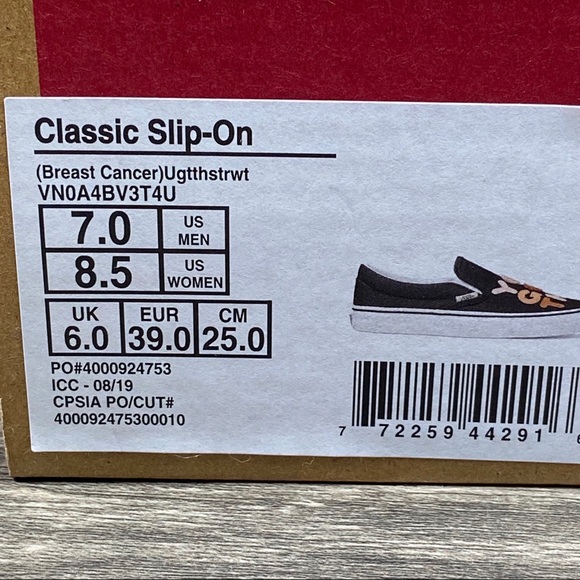 Classic Slip-On
(Breast Cancer)Ugtthstrwt
VN0A4BV3T4U
7.0 US MEN
8.5 US WOMEN
UK EUR CM
6.0 39.0 25.0
PO#4000924753
ICC - 08/19
CPSIA PO/CUT#
400092475300010
7 72259 44291